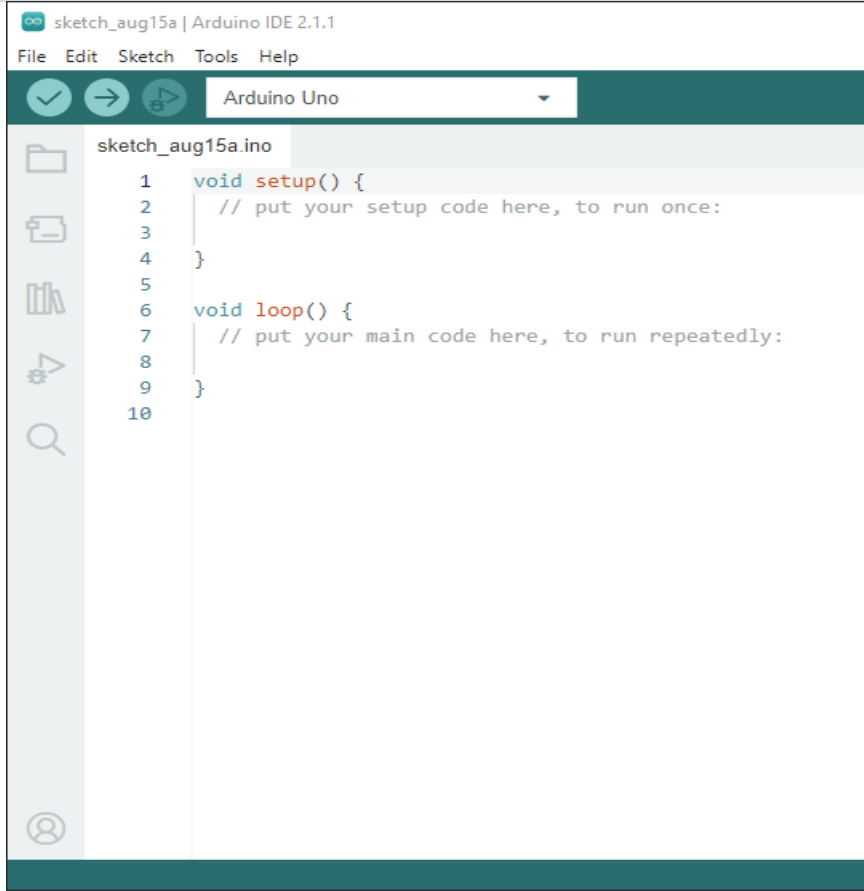 sketch_aug15a | Arduino IDE 2.1.1
File Edit Sketch Tools Help
Arduino Uno
sketch_aug15a.ino
1 void setup() {
2 // put your setup code here, to run once:
3
4 }
5
6 void loop() {
7 // put your main code here, to run repeatedly:
8
9 }
10